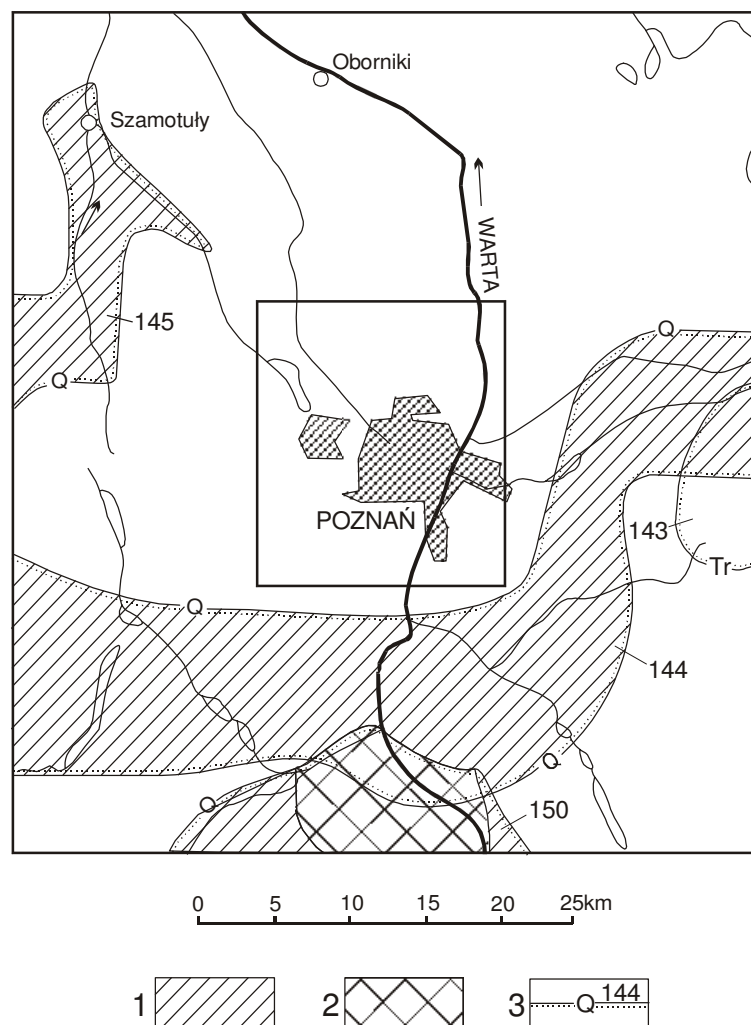 Oborniki
Szamotuły
WARTA
145
Q
Q
POZNAŃ
143
Tr
Q
144
Q
Q
150
0 5 10 15 20 25km
1 2 3 Q 144